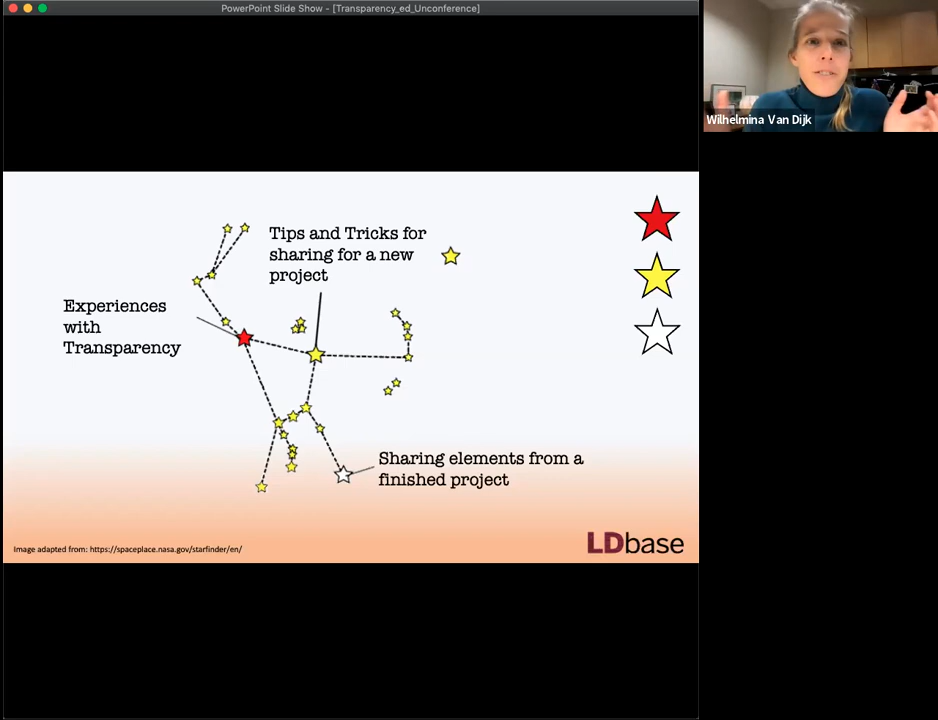 PowerPoint Slide Show - [Transparency_ed_Unconference]
Wilhelmina Van Dijk
Tips and Tricks for
sharing for a new
project
Experiences
with
Transparency
Sharing elements from a
finished project
Image adapted from: https://spaceplace.nasa.gov/starfinder/en/
LDbase